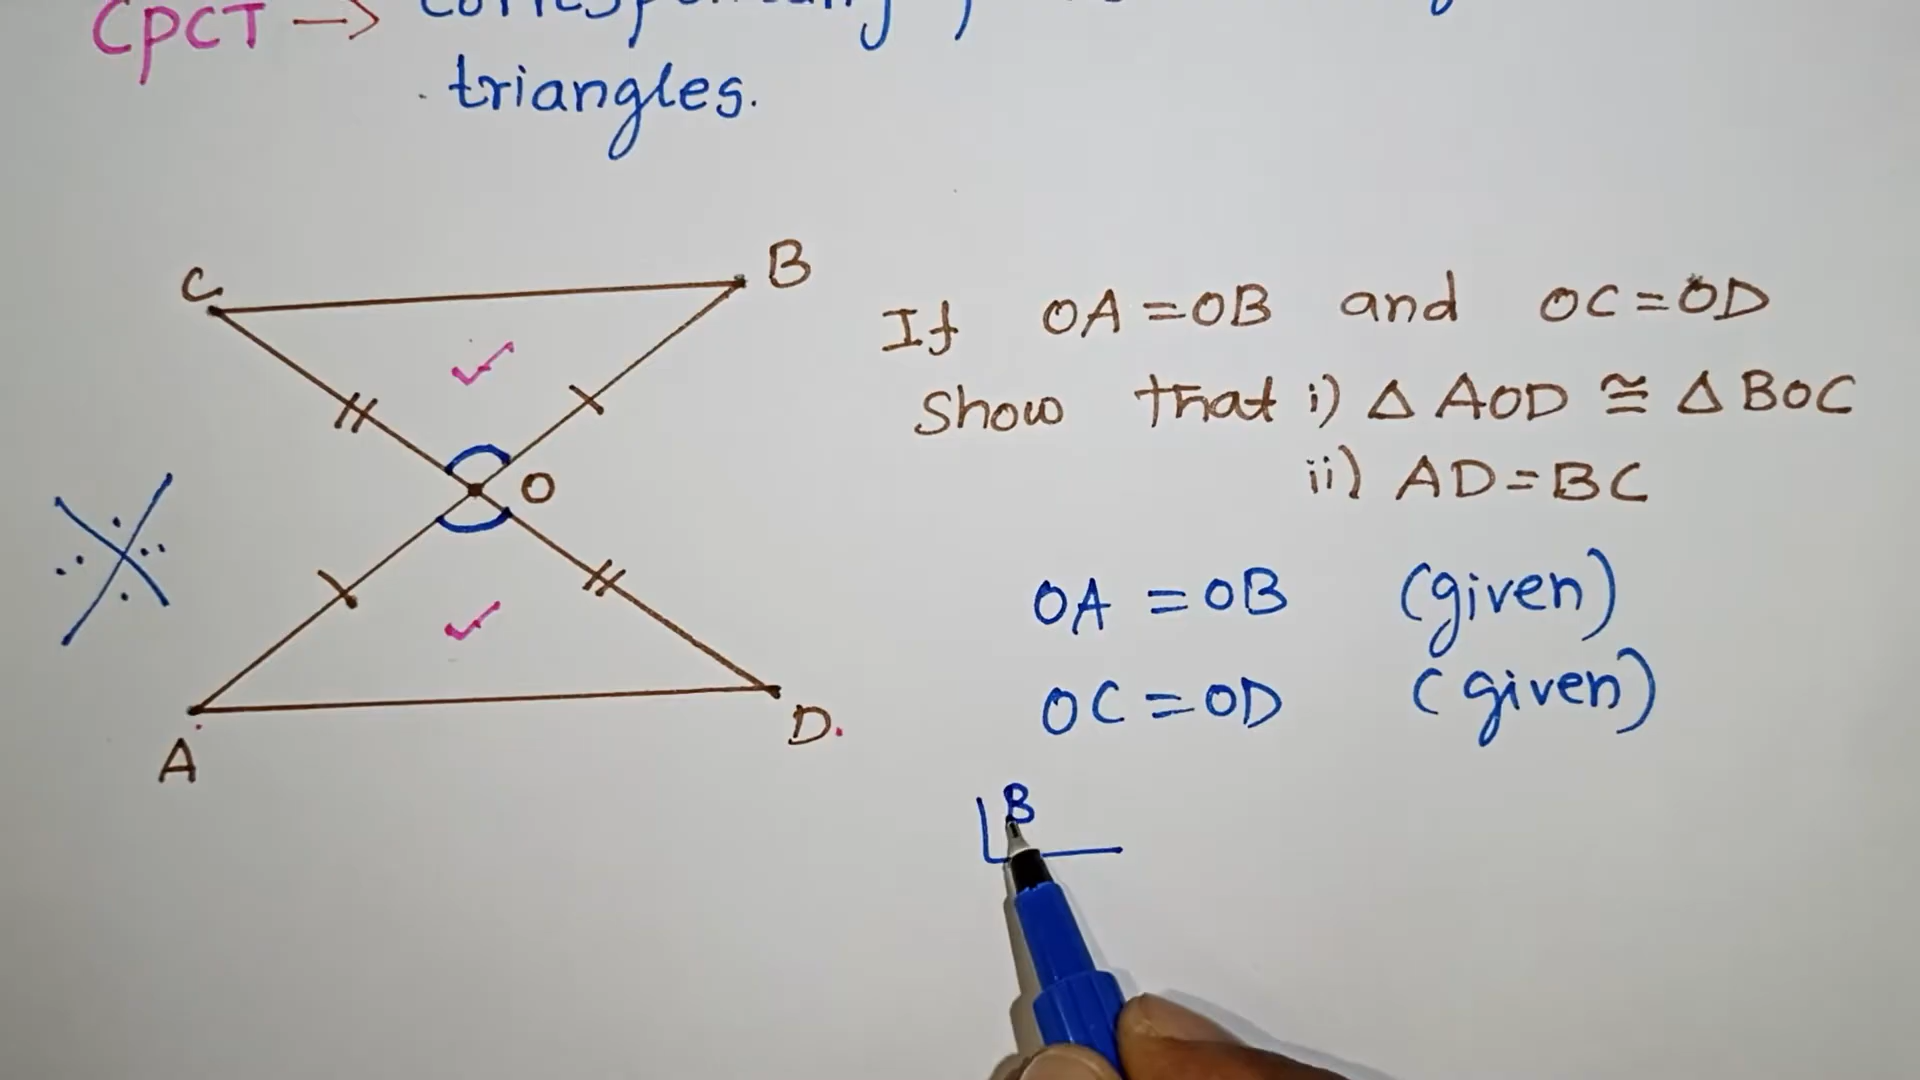 CPCT →
triangles.
C
B
O
A
D.
If OA = OB and OC = OD
Show that i) △ AOD ≅ △ BOC
ii) AD = BC
OA = OB (given)
OC = OD (given)
∠B